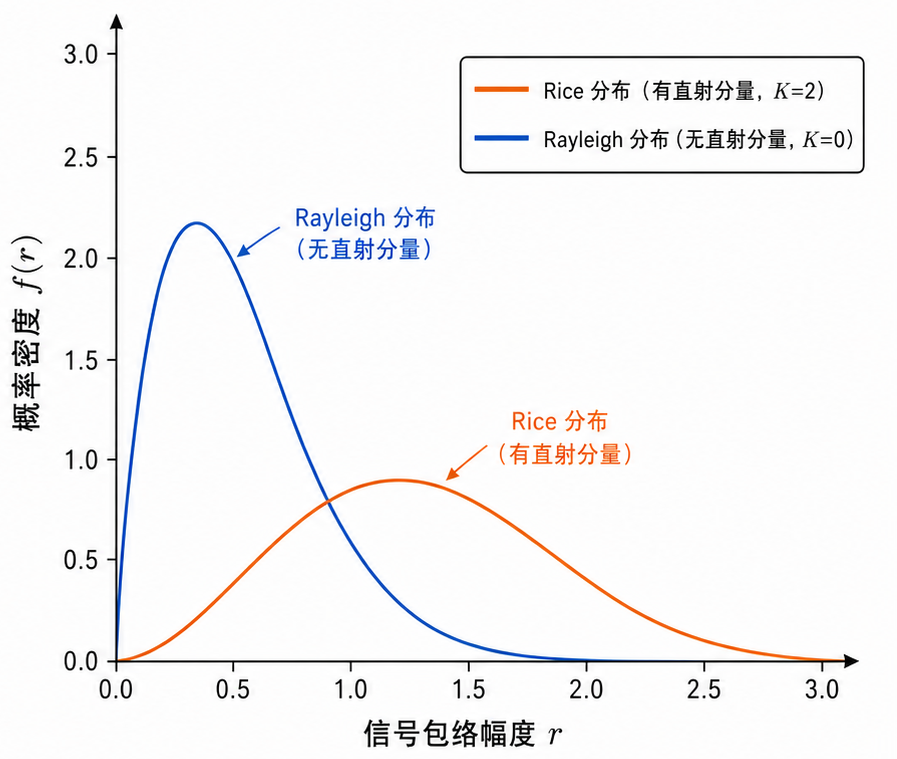 3.0
2.5
2.0
1.5
1.0
0.5
0.0
概率密度 f(r)
Rice 分布（有直射分量, K=2）
Rayleigh 分布（无直射分量, K=0）
Rayleigh 分布
（无直射分量）
Rice 分布
（有直射分量）
0.0 0.5 1.0 1.5 2.0 2.5 3.0
信号包络幅度 r